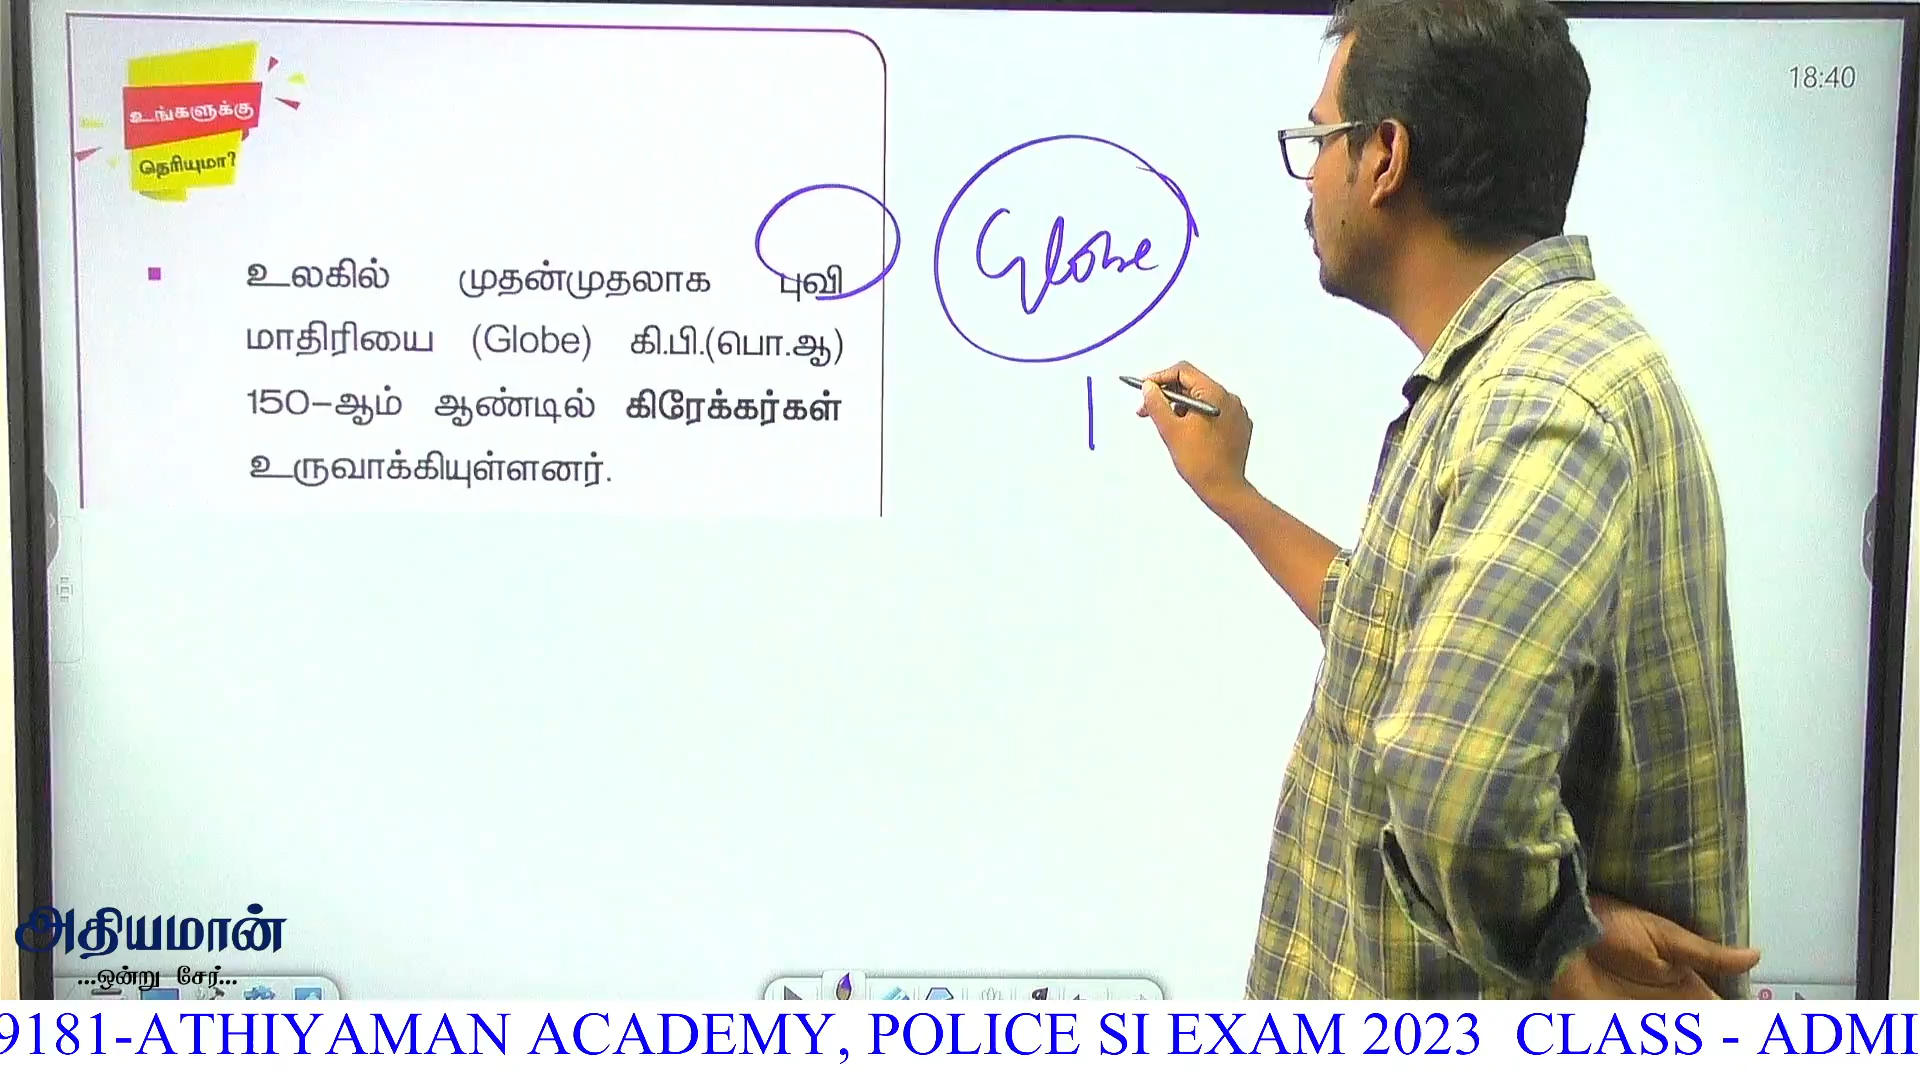 உங்களுக்கு
தெரியுமா?
18:40
உலகில் முதன்முதலாக புவி
மாதிரியை (Globe) கி.பி.(பொ.ஆ)
150-ஆம் ஆண்டில் கிரேக்கர்கள்
உருவாக்கியுள்ளனர்.
Globe
1
அதியமான்
...ஒன்று சேர்...
9181-ATHIYAMAN ACADEMY, POLICE SI EXAM 2023 CLASS - ADMI